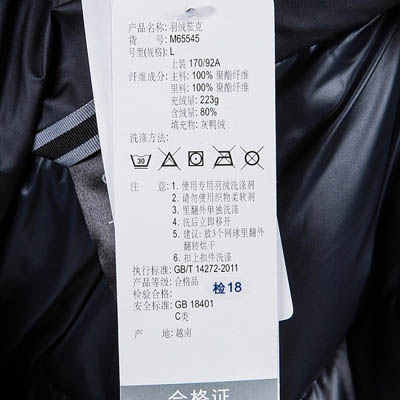 产品名称: 羽绒茄克
货　　号: M65545
号型(规格): L
上装 170/92A
纤维成分: 主料: 100% 聚酯纤维
里料: 100% 聚酯纤维
充绒量: 223g
含绒量: 80%
填充物: 灰鸭绒
洗涤方法:
30
注　　意: 1. 使用专用羽绒洗涤剂
2. 请勿使用织物柔软剂
3. 里翻外单独洗涤
4. 洗后立即移开
5. 建议: 放3个网球里翻外
翻转烘干
6. 扣上扣件洗涤
执行标准: GB/T 14272-2011
产品等级: 合格品
检验合格: 检18
安全标准: GB 18401
C类
产　　地: 越南
合格证